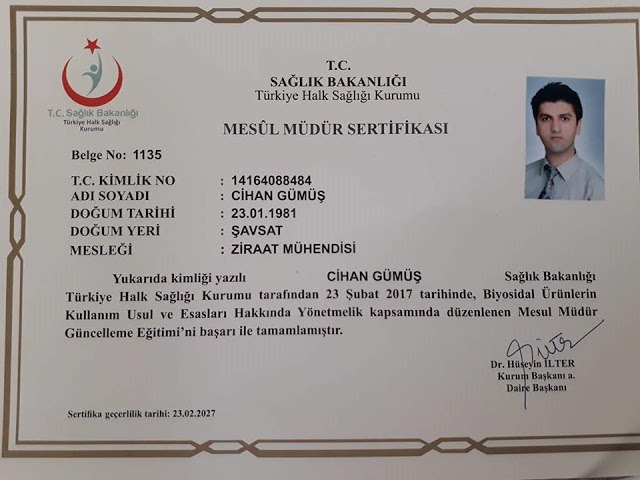 T.C. Sağlık Bakanlığı
Türkiye Halk Sağlığı
Kurumu
T.C.
SAĞLIK BAKANLIĞI
Türkiye Halk Sağlığı Kurumu
MESÛL MÜDÜR SERTİFİKASI
Belge No: 1135
T.C. KİMLİK NO : 14164088484
ADI SOYADI : CİHAN GÜMÜŞ
DOĞUM TARİHİ : 23.01.1981
DOĞUM YERİ : ŞAVSAT
MESLEĞİ : ZİRAAT MÜHENDİSİ
Yukarıda kimliği yazılı CİHAN GÜMÜŞ Sağlık Bakanlığı
Türkiye Halk Sağlığı Kurumu tarafından 23 Şubat 2017 tarihinde, Biyosidal Ürünlerin
Kullanım Usul ve Esasları Hakkında Yönetmelik kapsamında düzenlenen Mesul Müdür
Güncelleme Eğitimi'ni başarı ile tamamlamıştır.
Dr. Hüseyin İLTER
Kurum Başkanı a.
Daire Başkanı
Sertifika geçerlilik tarihi: 23.02.2027